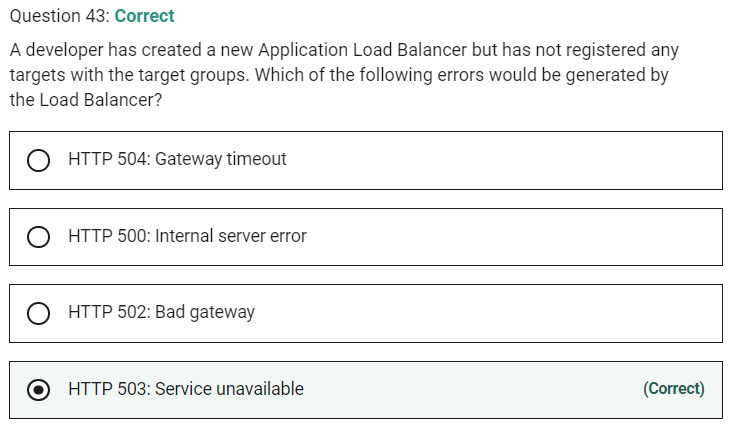 Question 43: Correct
A developer has created a new Application Load Balancer but has not registered any
targets with the target groups. Which of the following errors would be generated by
the Load Balancer?
HTTP 504: Gateway timeout
HTTP 500: Internal server error
HTTP 502: Bad gateway
HTTP 503: Service unavailable (Correct)